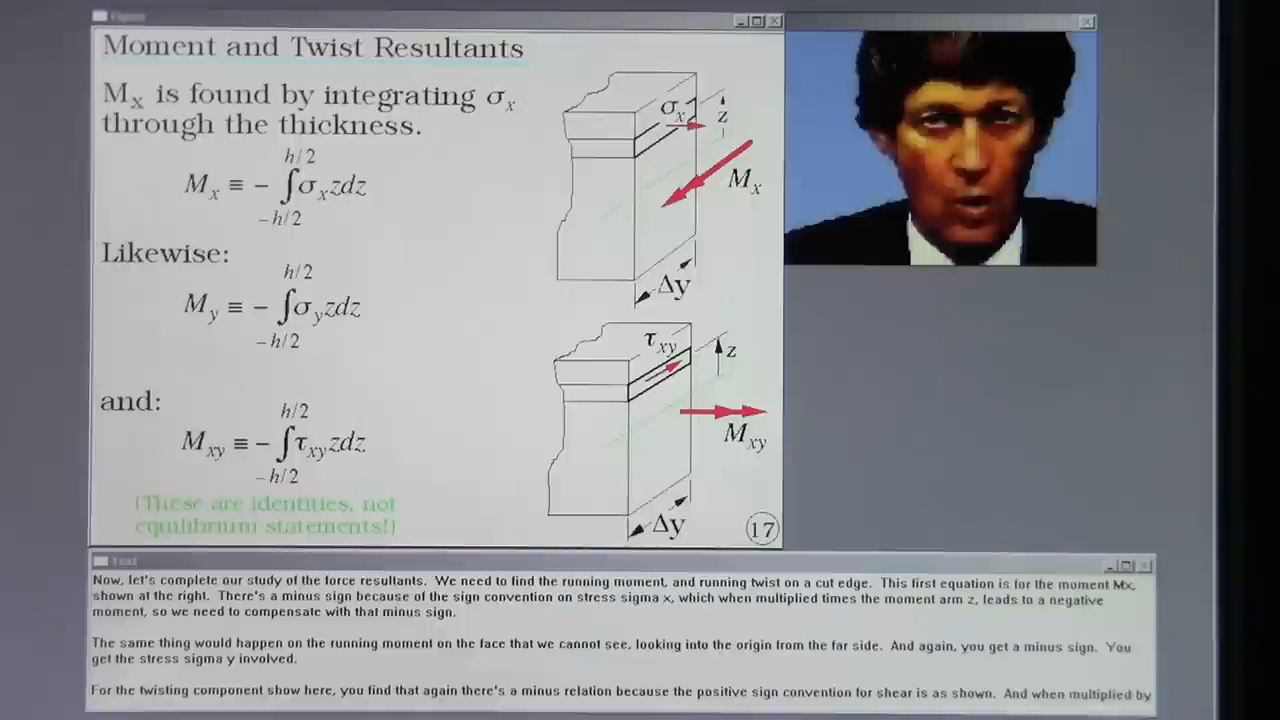 Figure
Moment and Twist Resultants
Mx is found by integrating σx
through the thickness.
h/2
Mx ≡ - ∫σxzdz
-h/2
Likewise:
h/2
My ≡ - ∫σyzdz
-h/2
and:
h/2
Mxy ≡ - ∫τxyzdz
-h/2
(These are identities, not
equilibrium statements!)
σx
z
Mx
Δy
τxy
z
Mxy
Δy
17
Text
Now, let's complete our study of the force resultants. We need to find the running moment, and running twist on a cut edge. This first equation is for the moment Mx,
shown at the right. There's a minus sign because of the sign convention on stress sigma x, which when multiplied times the moment arm z, leads to a negative
moment, so we need to compensate with that minus sign.
The same thing would happen on the running moment on the face that we cannot see, looking into the origin from the far side. And again, you get a minus sign. You
get the stress sigma y involved.
For the twisting component show here, you find that again there's a minus relation because the positive sign convention for shear is as shown. And when multiplied by